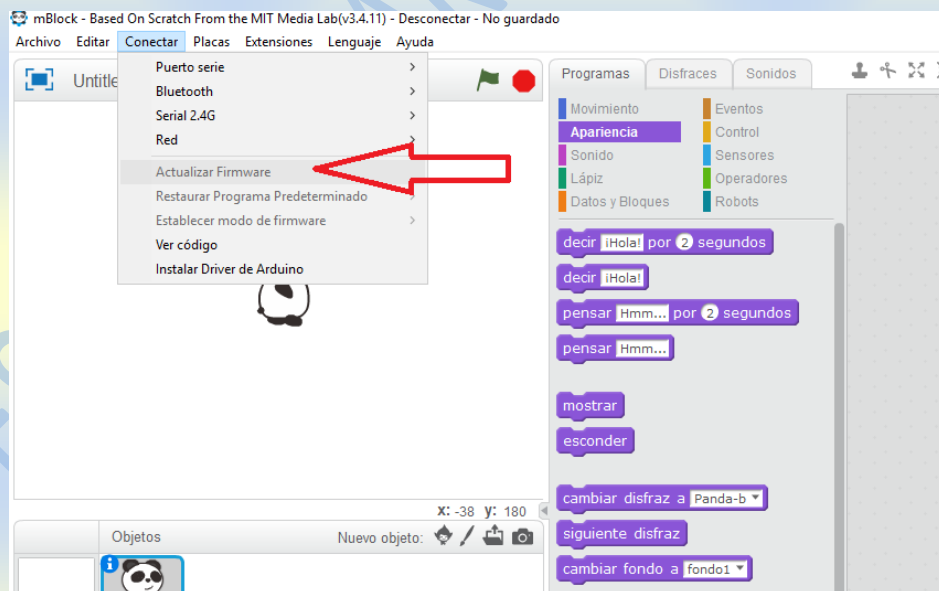 mBlock - Based On Scratch From the MIT Media Lab(v3.4.11) - Desconectar - No guardado
Archivo Editar Conectar Placas Extensiones Lenguaje Ayuda
Puerto serie
Bluetooth
Serial 2.4G
Red
Actualizar Firmware
Restaurar Programa Predeterminado
Establecer modo de firmware
Ver código
Instalar Driver de Arduino
Untitle
X: -38 y: 180
Objetos
Nuevo objeto:
Programas Disfraces Sonidos
Movimiento Eventos
Apariencia Control
Sonido Sensores
Lápiz Operadores
Datos y Bloques Robots
decir ¡Hola! por 2 segundos
decir ¡Hola!
pensar Hmm... por 2 segundos
pensar Hmm...
mostrar
esconder
cambiar disfraz a Panda-b
siguiente disfraz
cambiar fondo a fondo1